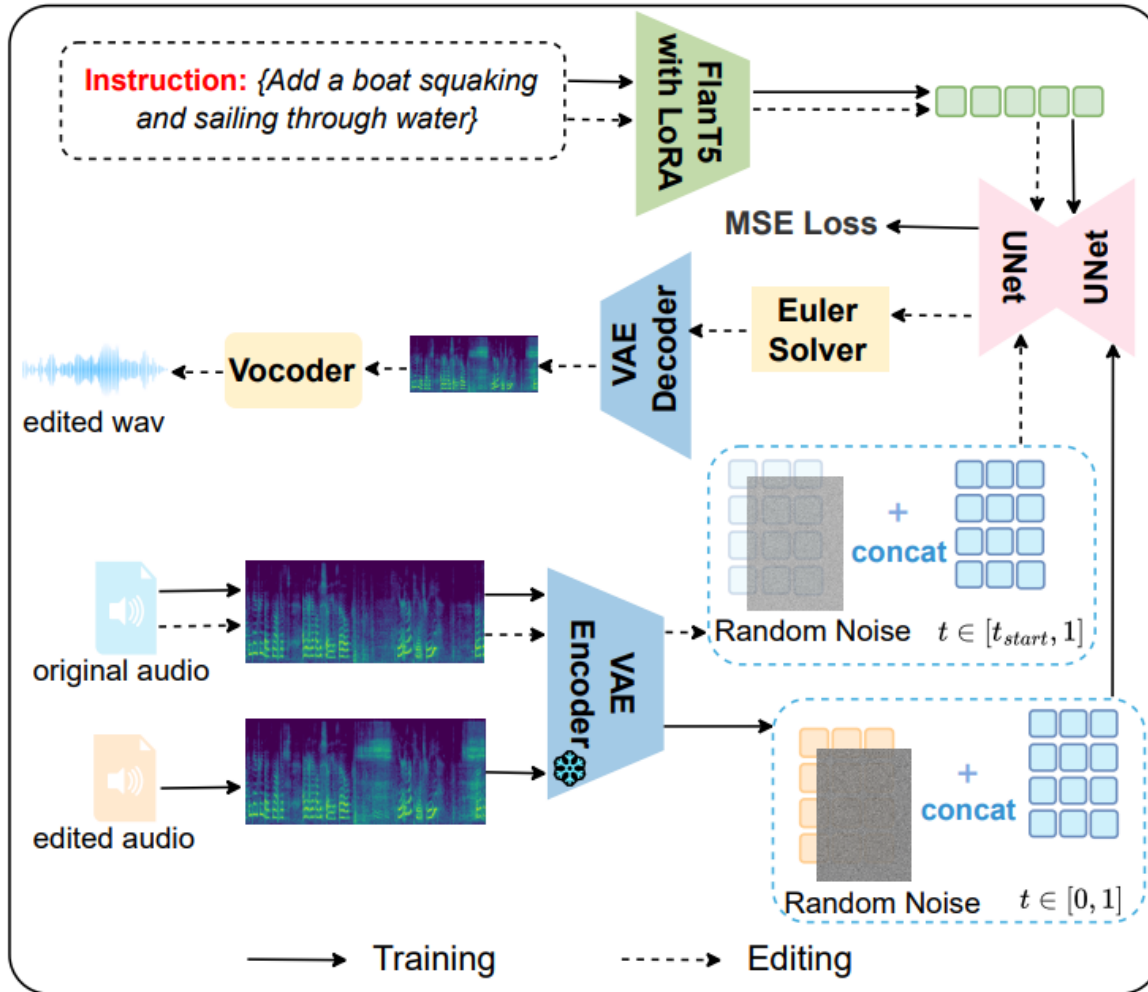 Instruction: {Add a boat squaking
and sailing through water}
FlanT5
with LoRA
MSE Loss
UNet
UNet
Euler
Solver
VAE
Decoder
Vocoder
edited wav
+
concat
Random Noise
t ∈ [t_{start}, 1]
original audio
VAE
Encoder
edited audio
+
concat
Random Noise
t ∈ [0, 1]
Training
Editing